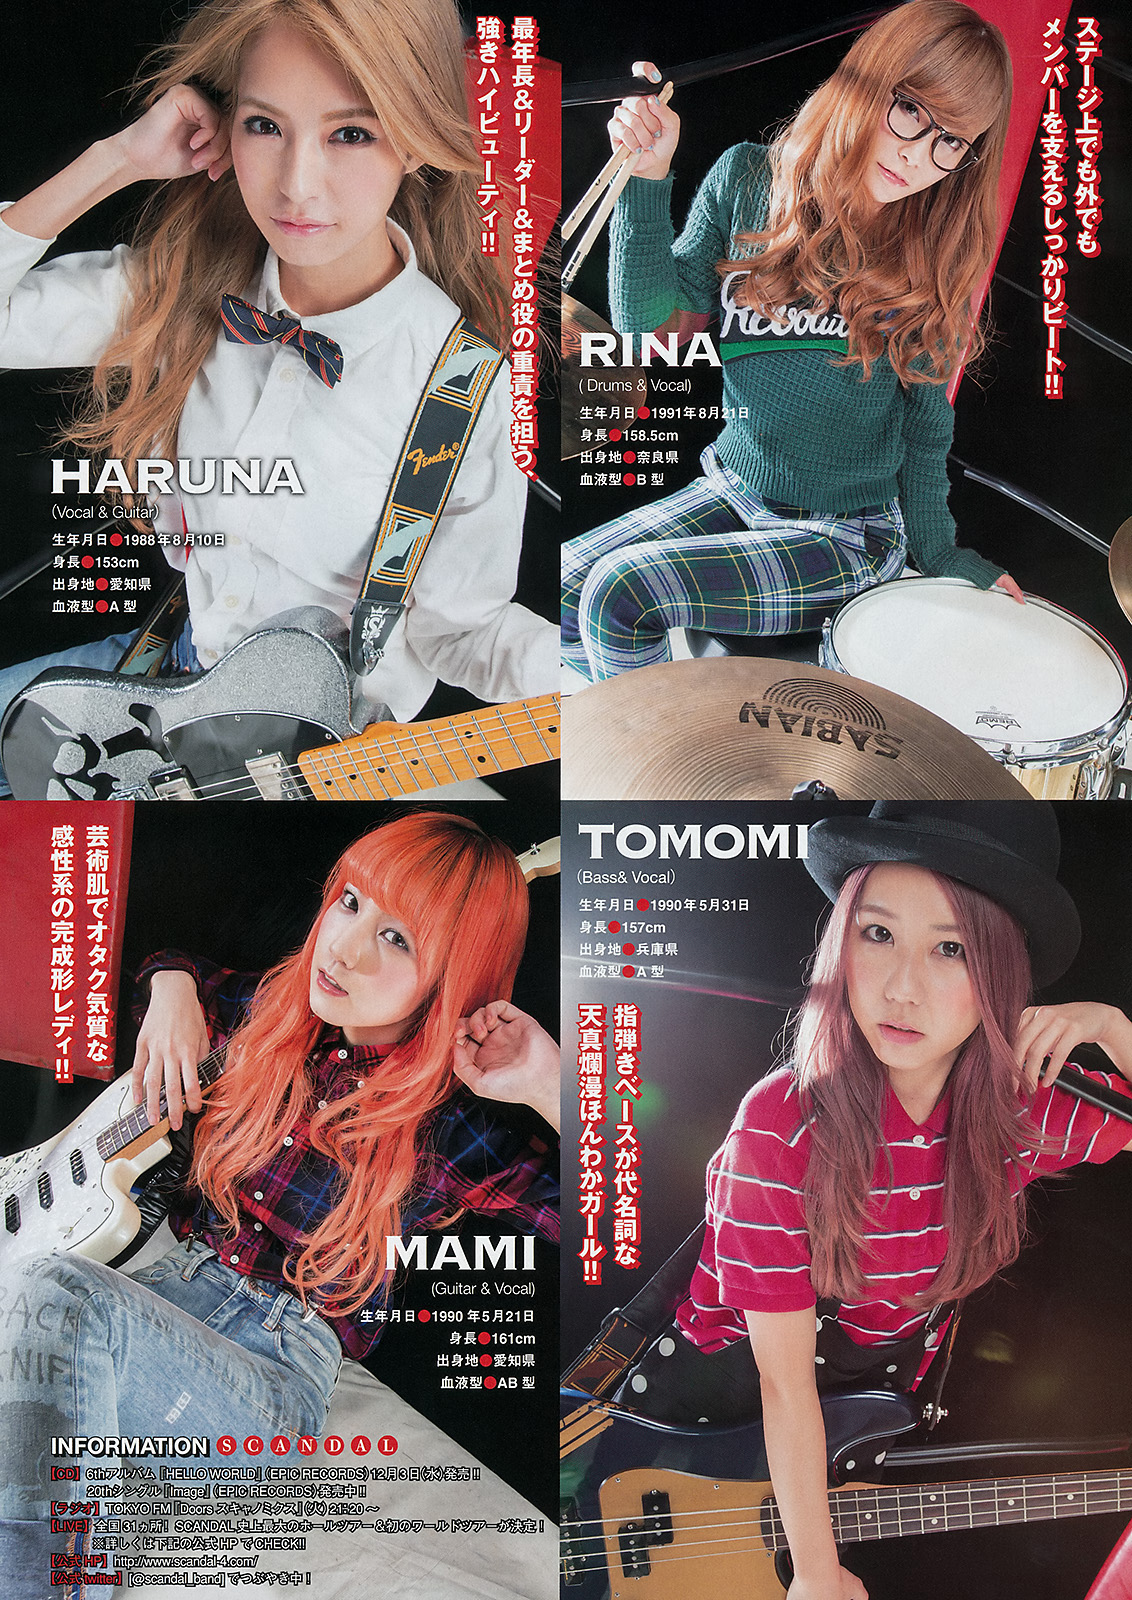 最年長&リーダー&まとめ役の重責を担う、
強きハイビューティ!!
HARUNA
(Vocal & Guitar)
生年月日●1988年8月10日
身長●153cm
出身地●愛知県
血液型●A 型
Fender®
ステージ上でも外でも
メンバーを支えるしっかりビート!!
RINA
( Drums & Vocal)
生年月日●1991年8月21日
身長●158.5cm
出身地●奈良県
血液型●B 型
SABIAN
REMO
芸術肌でオタク気質な
感性系の完成形レディ!!
MAMI
(Guitar & Vocal)
生年月日●1990 年5月21日
身長●161cm
出身地●愛知県
血液型●AB 型
BACK
KNIF
TOMOMI
(Bass& Vocal)
生年月日●1990年5月31日
身長●157cm
出身地●兵庫県
血液型●A 型
指弾きベースが代名詞な
天真爛漫ほんわかガール!!
INFORMATION SCANDAL
【CD】6thアルバム『HELLO WORLD』(EPIC RECORDS)12月3日(水)発売!!
20thシングル『Image』(EPIC RECORDS)発売中!!
【ラジオ】TOKYO FM『Doors スキャノミクス』(火)21:20～
【LIVE】全国31ヵ所！ SCANDAL史上最大のホールツアー&初のワールドツアーが決定！
※詳しくは下記の公式HPでCHECK!!
【公式HP】http://www.scandal-4.com/
【公式twitter】[@scandal_band]でつぶやき中！